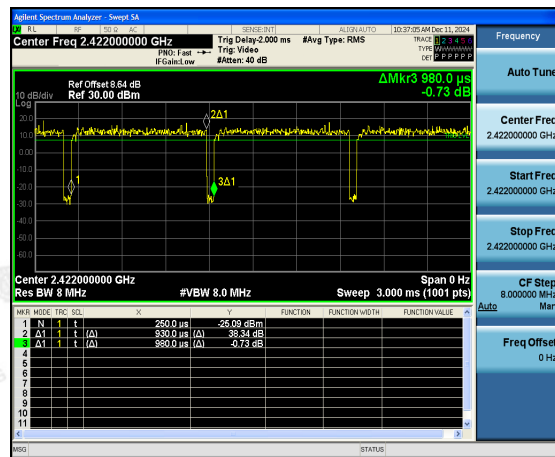 Agilent Spectrum Analyzer - Swept SA
RL RF 50 Ω AC SENSE:INT ALIGN AUTO 10:37:05 AM Dec 11, 2024
Center Freq 2.422000000 GHz
PNO: Fast
IFGain:Low
Trig Delay-2.000 ms
Trig: Video
#Atten: 40 dB
#Avg Type: RMS
TRACE 1 2 3 4 5 6
TYPE
DET P P P P P P
Ref Offset 8.64 dB
Ref 30.00 dBm
10 dB/div
Log
ΔMkr3 980.0 µs
-0.73 dB
20.0
10.0
0.00
-10.0
-20.0
-30.0
-40.0
-50.0
-60.0
1
2Δ1
3Δ1
Center 2.422000000 GHz
Span 0 Hz
Res BW 8 MHz
#VBW 8.0 MHz
Sweep 3.000 ms (1001 pts)
MKR MODE TRC SCL X Y FUNCTION FUNCTION WIDTH FUNCTION VALUE
1 N 1 t 250.0 µs -25.09 dBm
2 Δ1 1 t (Δ) 930.0 µs (Δ) 38.34 dB
3 Δ1 1 t (Δ) 980.0 µs (Δ) -0.73 dB
4
5
6
7
8
9
10
11
MSG
STATUS
Frequency
Auto Tune
Center Freq
2.422000000 GHz
Start Freq
2.422000000 GHz
Stop Freq
2.422000000 GHz
CF Step
8.000000 MHz
Auto Man
Freq Offset
0 Hz